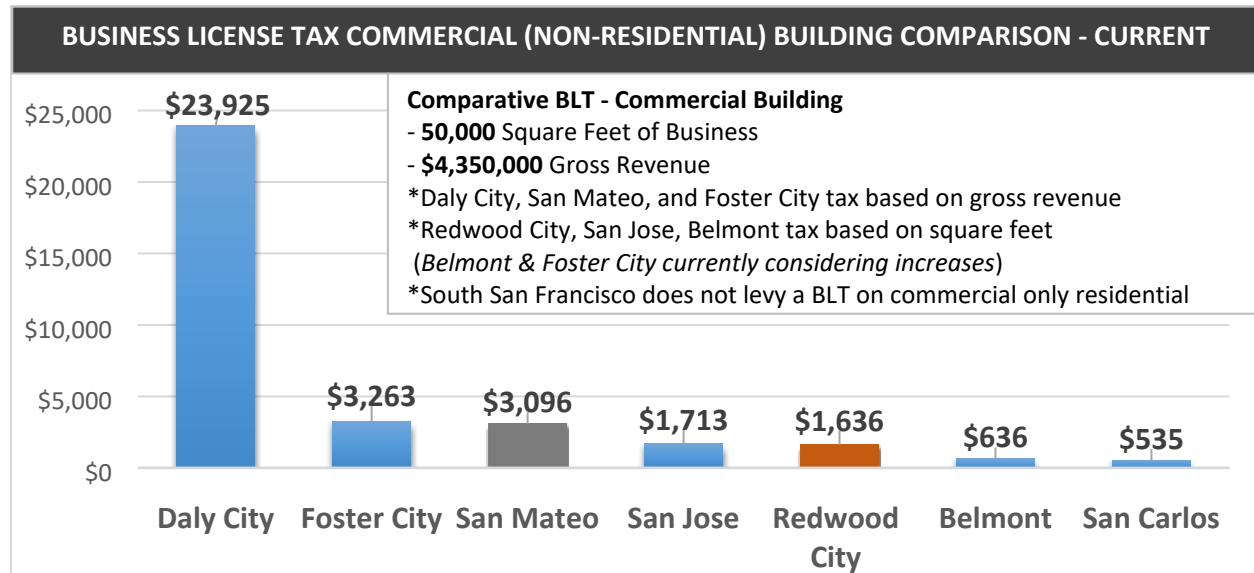 BUSINESS LICENSE TAX COMMERCIAL (NON-RESIDENTIAL) BUILDING COMPARISON - CURRENT
Comparative BLT - Commercial Building
- 50,000 Square Feet of Business
- $4,350,000 Gross Revenue
*Daly City, San Mateo, and Foster City tax based on gross revenue
*Redwood City, San Jose, Belmont tax based on square feet
(Belmont & Foster City currently considering increases)
*South San Francisco does not levy a BLT on commercial only residential
$25,000
$20,000
$15,000
$10,000
$5,000
$0
$23,925
$3,263
$3,096
$1,713
$1,636
$636
$535
Daly City
Foster City
San Mateo
San Jose
Redwood
City
Belmont
San Carlos